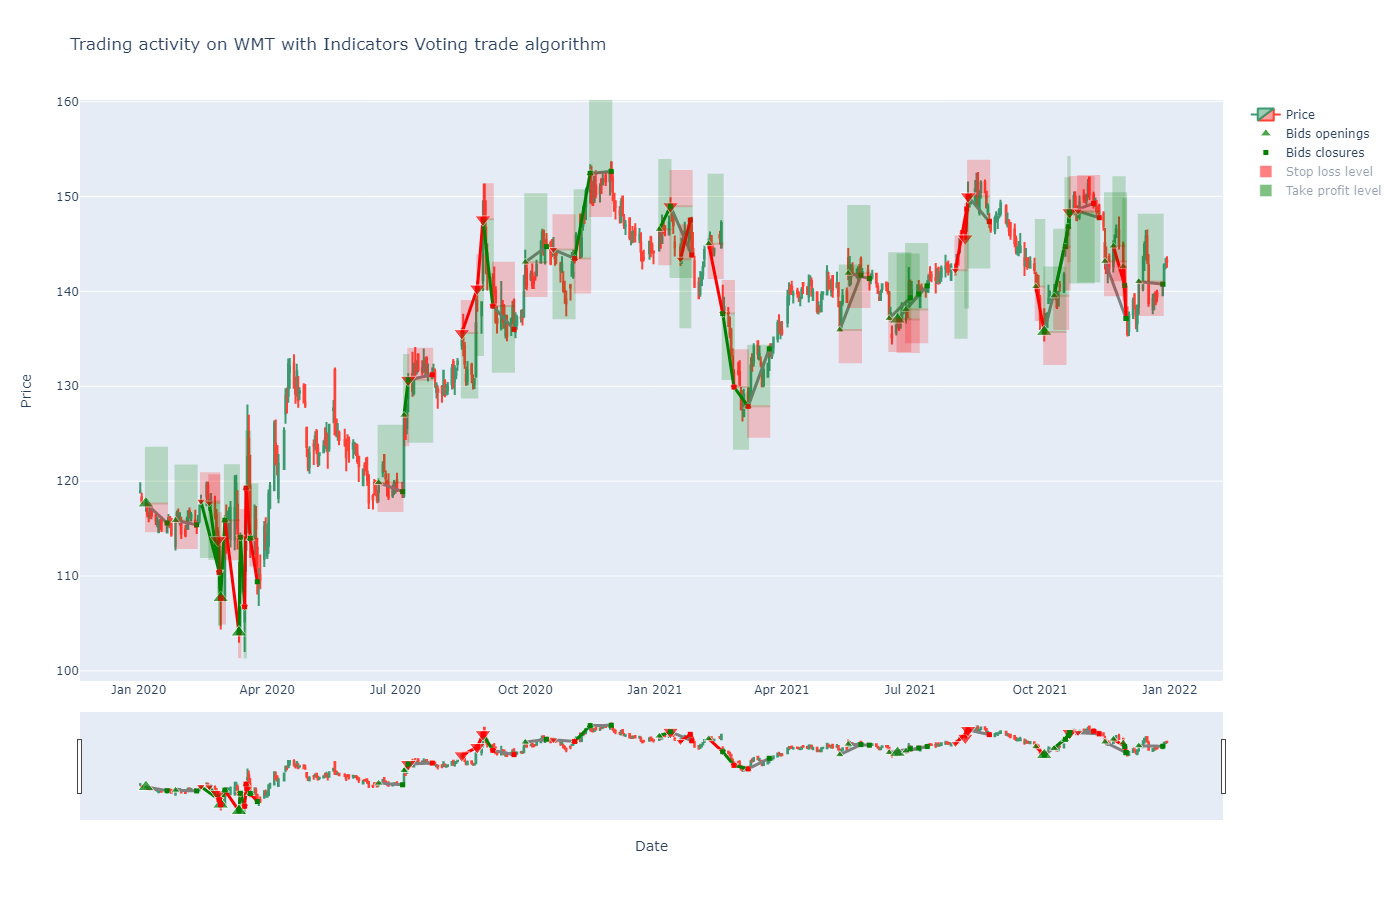 Trading activity on WMT with Indicators Voting trade algorithm
160
150
140
130
120
110
100
Price
Jan 2020 Apr 2020 Jul 2020 Oct 2020 Jan 2021 Apr 2021 Jul 2021 Oct 2021 Jan 2022
Date
Price
Bids openings
Bids closures
Stop loss level
Take profit level